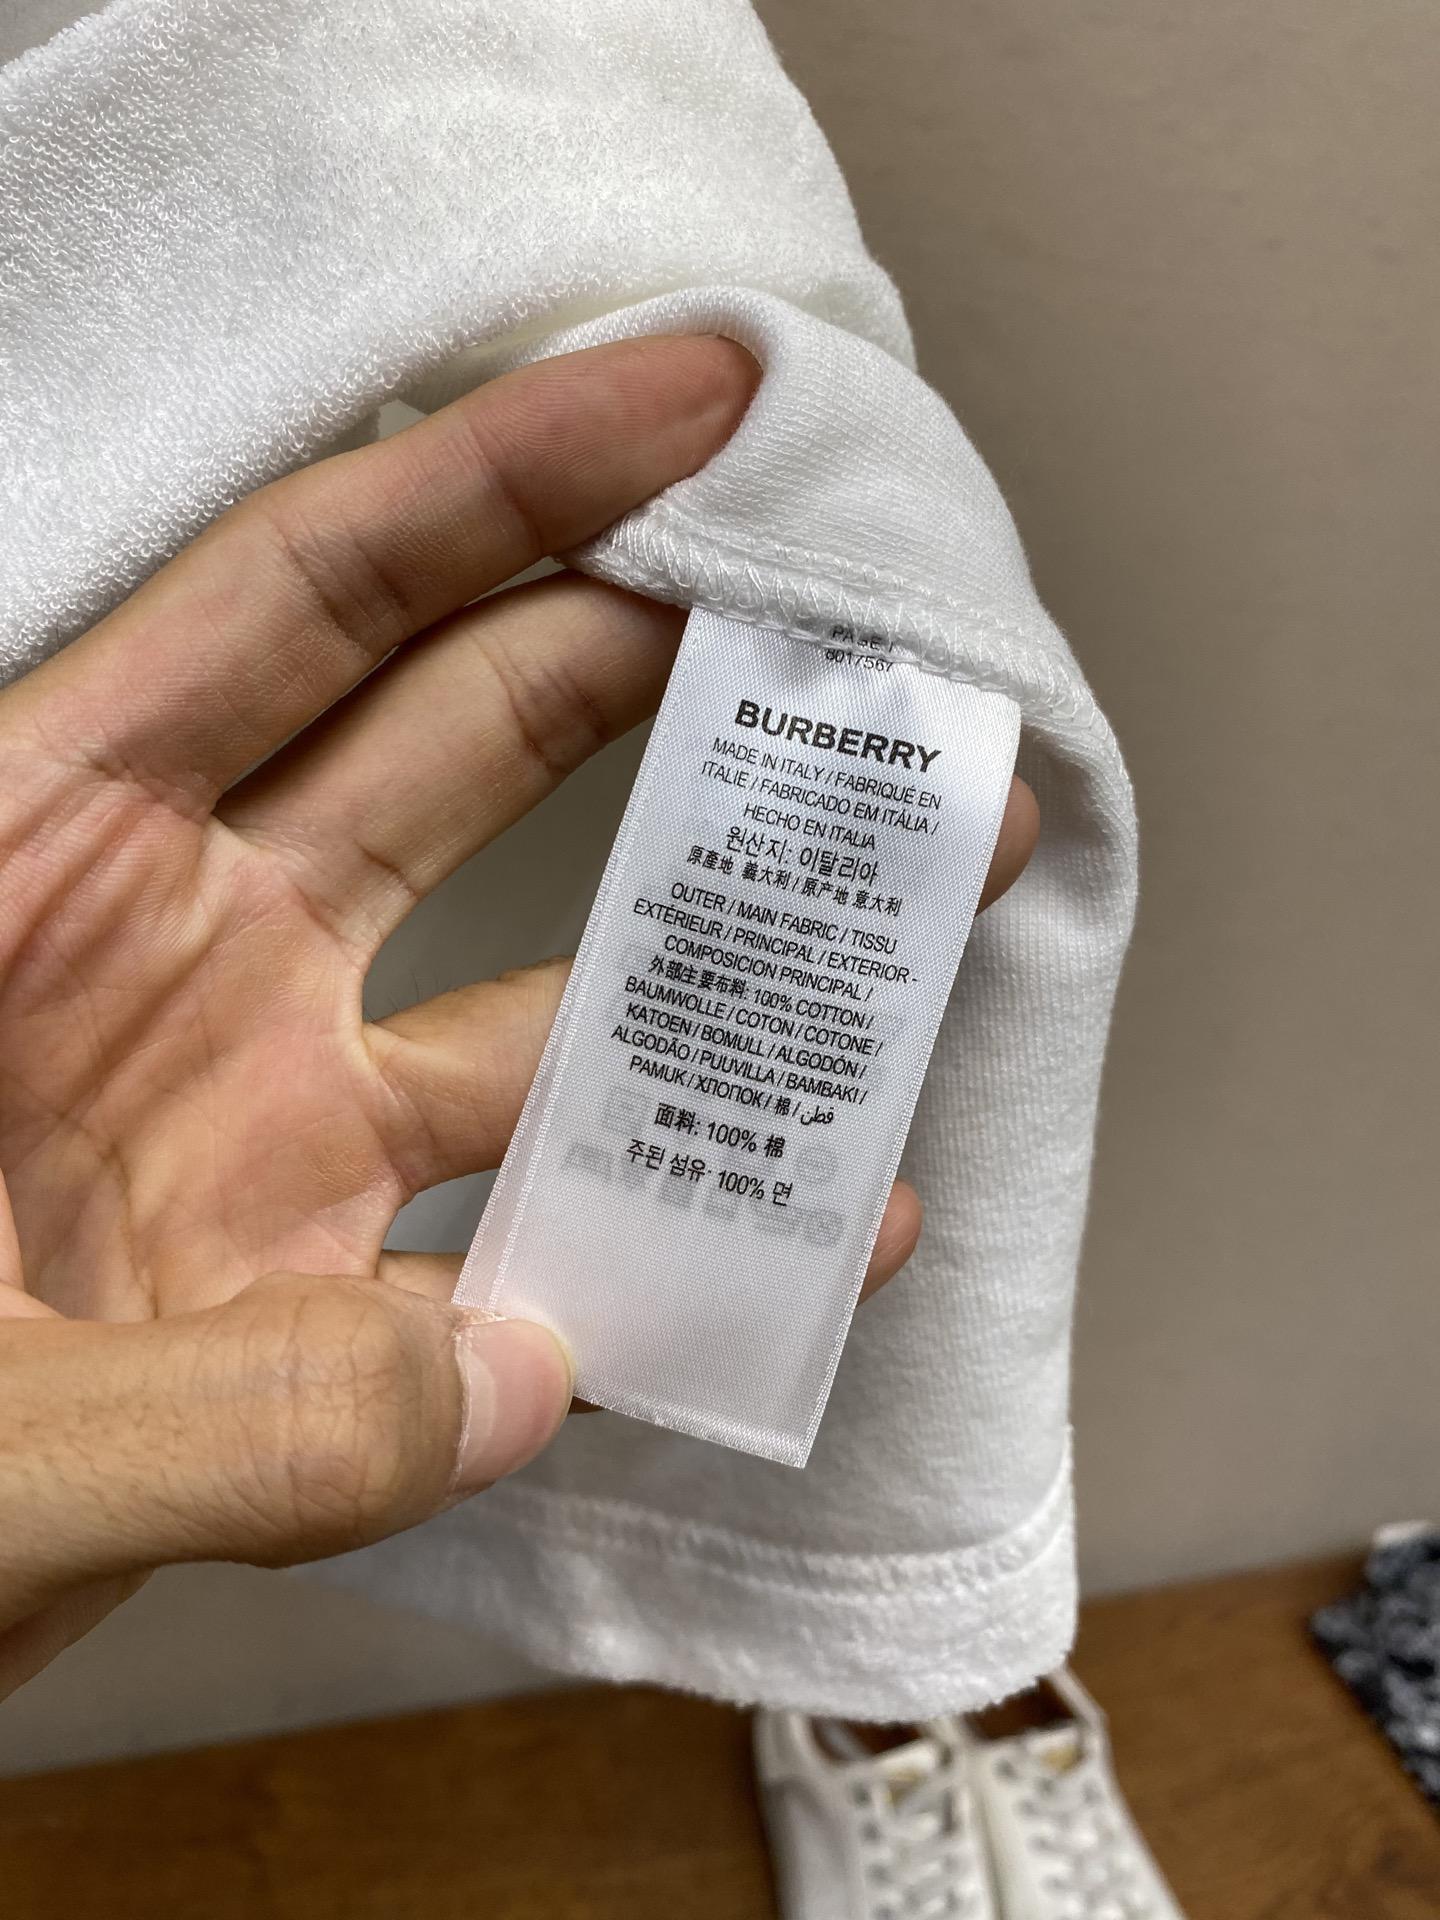 PAGE 1
8017567
BURBERRY
MADE IN ITALY / FABRIQUÉ EN
ITALIE / FABRICADO EM ITÁLIA /
HECHO EN ITALIA
원산지: 이탈리아
原產地 義大利 / 原产地 意大利
OUTER / MAIN FABRIC / TISSU
EXTÉRIEUR / PRINCIPAL / EXTERIOR -
COMPOSICION PRINCIPAL /
外部主要布料: 100% COTTON /
BAUMWOLLE / COTON / COTONE /
KATOEN / BOMULL / ALGODÓN /
ALGODÃO / PUUVILLA / BAMBAKI /
PAMUK / ХЛОПОК / 棉 / قطن
面料: 100% 棉
주된 섬유: 100% 면